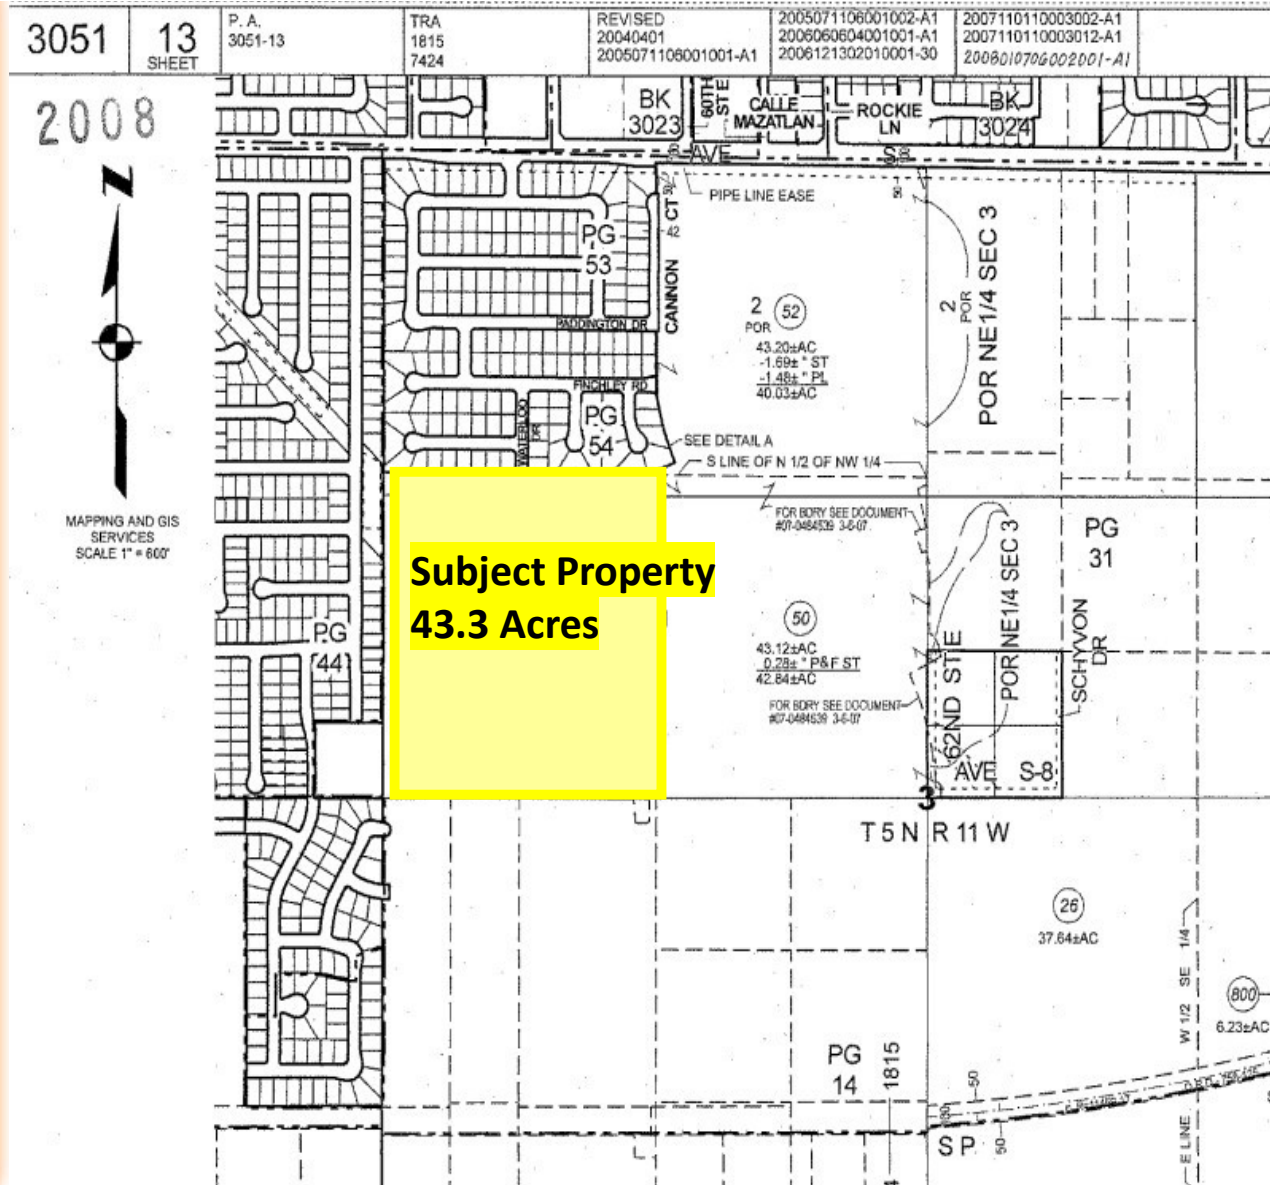 3051
13
SHEET
P. A.
3051-13
TRA
1815
7424
REVISED
20040401
2005071106001001-A1
2005071106001002-A1
2006060604001001-A1
2006121302010001-30
2007110110003002-A1
2007110110003012-A1
2008010706002001-A1
2008
N
MAPPING AND GIS
SERVICES
SCALE 1" = 600'
BK
3023
60TH
ST E
CALLE
MAZATLAN
ROCKIE
LN
BK
3024
AVE
S
PIPE LINE EASE
50
PG
53
CANNON CT
42
PADDINGTON DR
FINCHLEY RD
WATERLOO
DR
PG
54
2
POR
52
43.20±AC
-1.69± " ST
-1.48± " PL
40.03±AC
2
POR
POR NE1/4 SEC 3
SEE DETAIL A
S LINE OF N 1/2 OF NW 1/4
FOR BDRY SEE DOCUMENT
#07-0484539 3-6-07
Subject Property
43.3 Acres
50
43.12±AC
0.28± " P&F ST
42.84±AC
FOR BDRY SEE DOCUMENT
#07-0484539 3-6-07
PG
44
POR NE1/4 SEC 3
PG
31
62ND ST E
SCHYVON
DR
AVE S-8
3
T 5 N R 11 W
26
37.64±AC
W 1/2 SE 1/4
E LINE
800
6.23±AC
PG
14
1815
50
S P
50